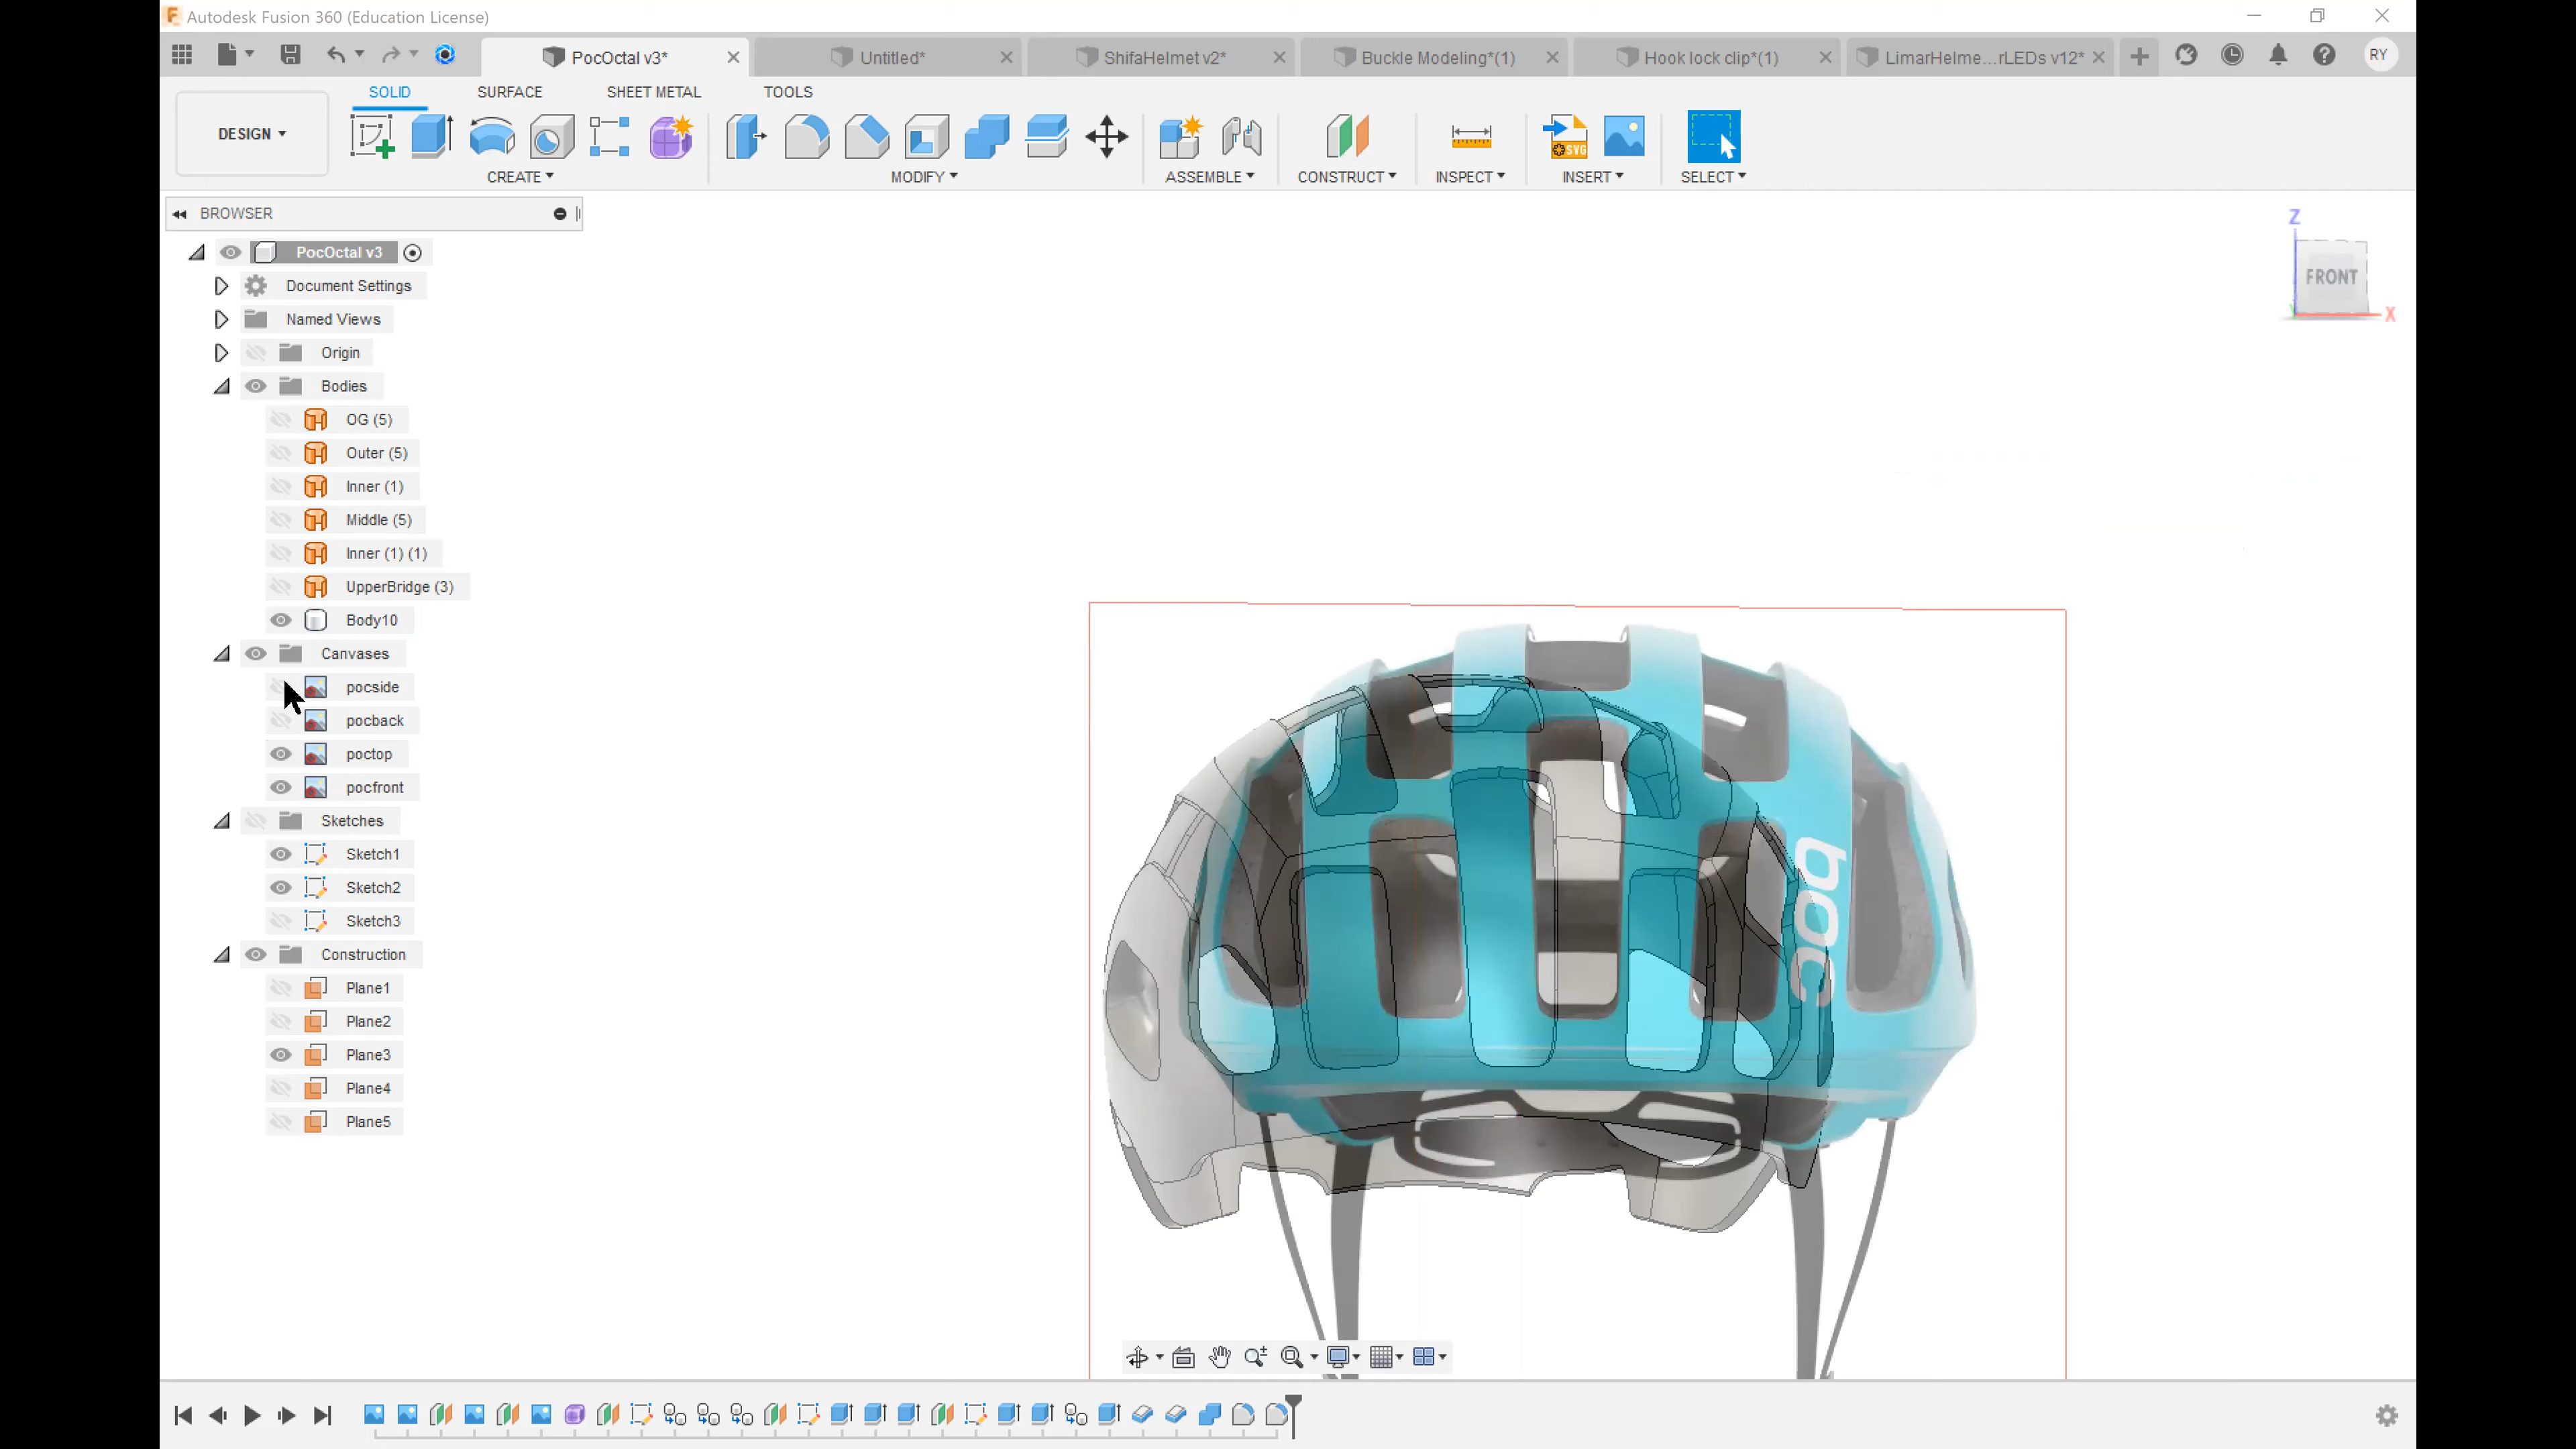 Autodesk Fusion 360 (Education License)
PocOctal v3*
Untitled*
ShifaHelmet v2*
Buckle Modeling*(1)
Hook lock clip*(1)
LimarHelme...rLEDs v12*
RY
SOLID
SURFACE
SHEET METAL
TOOLS
DESIGN
CREATE
MODIFY
ASSEMBLE
CONSTRUCT
INSPECT
SVG
INSERT
SELECT
BROWSER
PocOctal v3
Document Settings
Named Views
Origin
Bodies
OG (5)
Outer (5)
Inner (1)
Middle (5)
Inner (1) (1)
UpperBridge (3)
Body10
Canvases
pocside
pocback
poctop
pocfront
Sketches
Sketch1
Sketch2
Sketch3
Construction
Plane1
Plane2
Plane3
Plane4
Plane5
Z
FRONT
X
poc